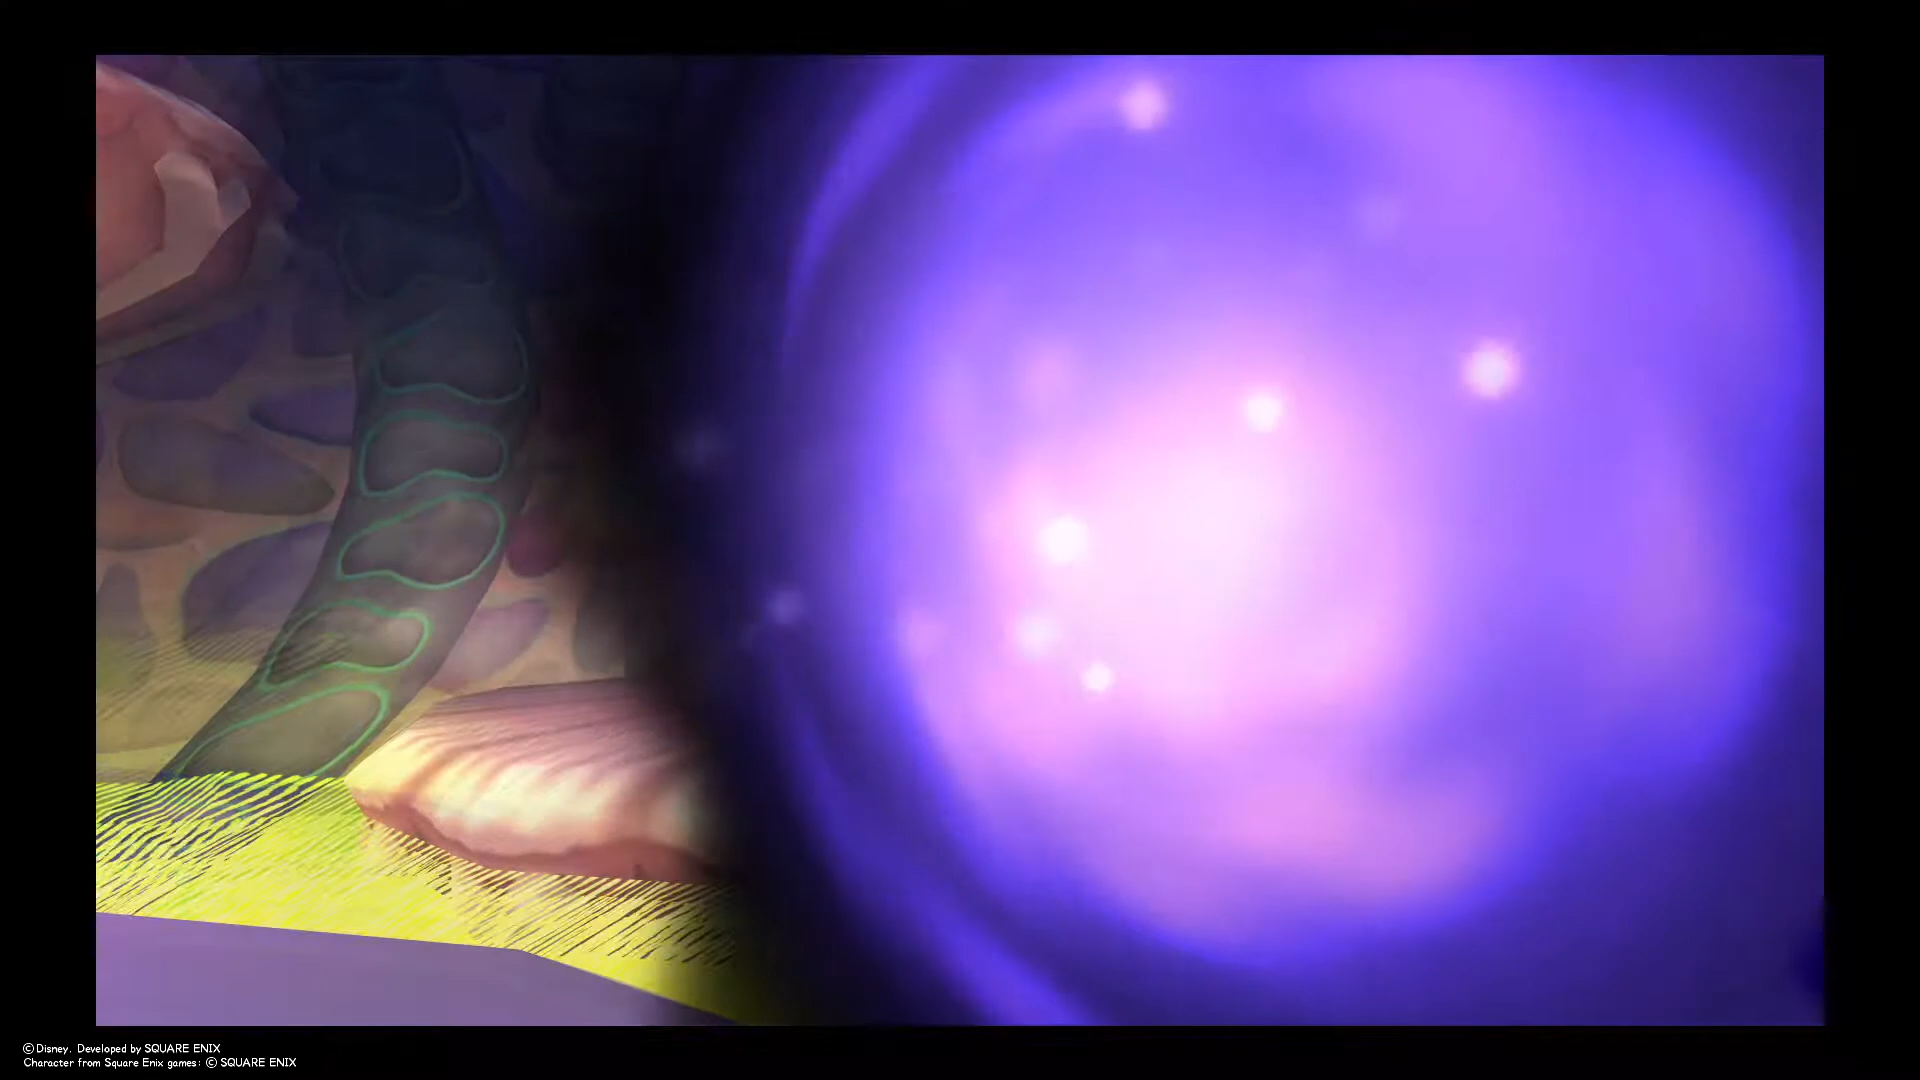 ©Disney. Developed by SQUARE ENIX
Character from Square Enix games: © SQUARE ENIX